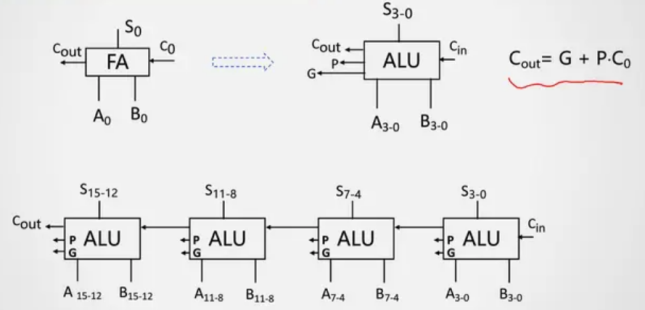 S₀
Cout FA C₀
A₀ B₀
S₃₋₀
Cout P G ALU Cin
A₃₋₀ B₃₋₀
Cout= G + P·C₀
S₁₅₋₁₂ S₁₁₋₈ S₇₋₄ S₃₋₀
Cout P G ALU P G ALU P G ALU P G ALU Cin
A ₁₅₋₁₂ B₁₅₋₁₂ A₁₁₋₈ B₁₁₋₈ A₇₋₄ B₇₋₄ A₃₋₀ B₃₋₀